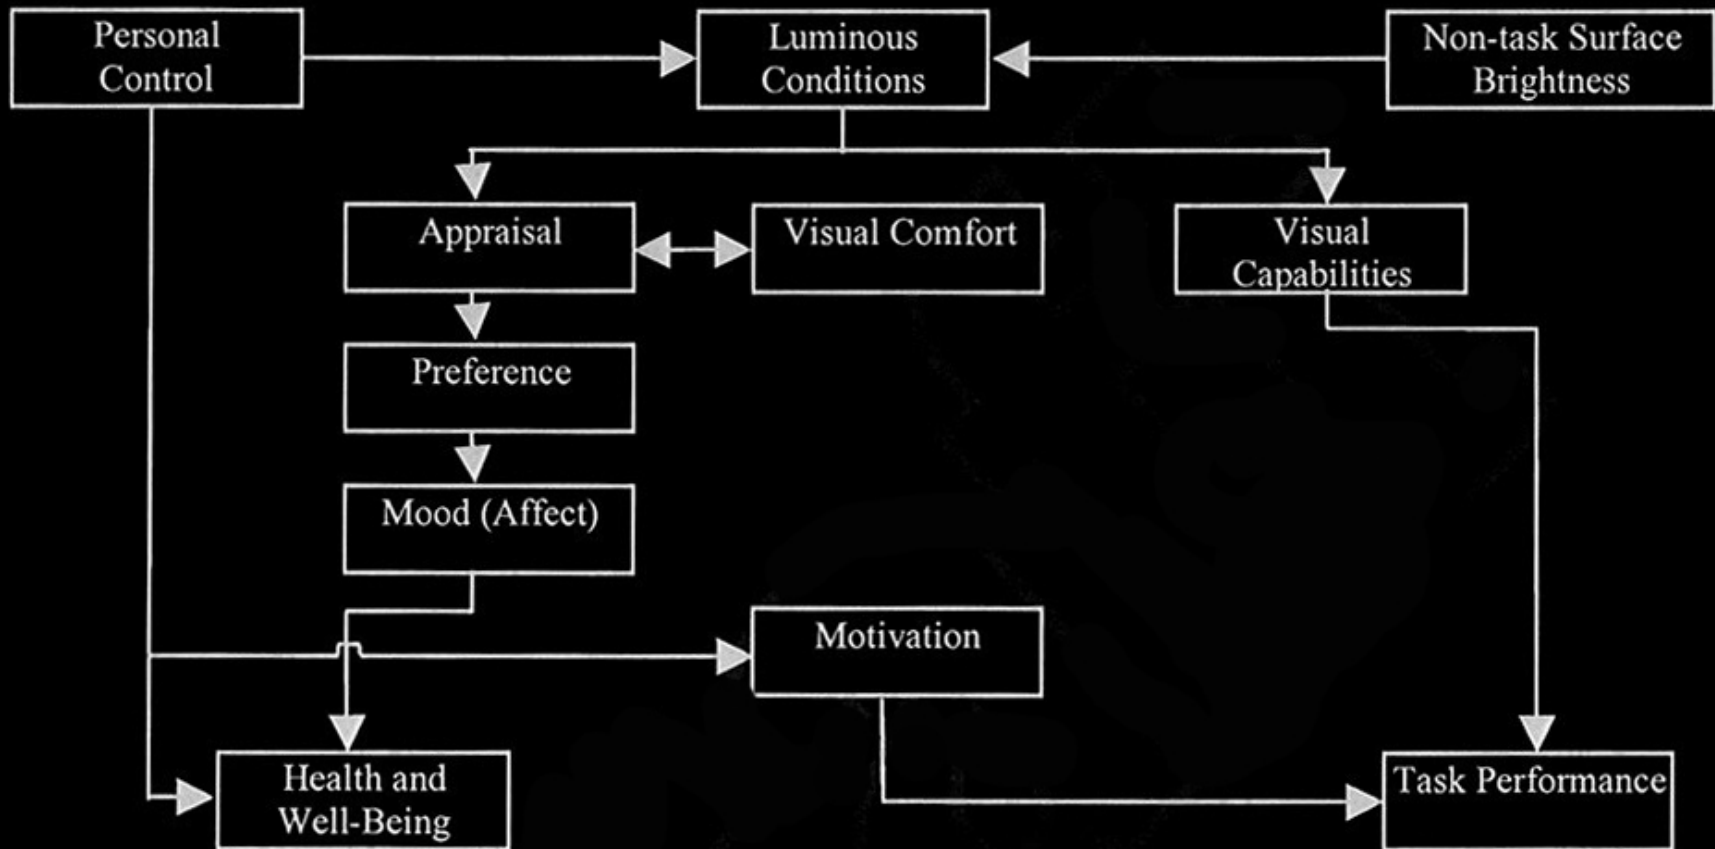 Personal
Control
Luminous
Conditions
Non-task Surface
Brightness
Appraisal
Visual Comfort
Visual
Capabilities
Preference
Mood (Affect)
Motivation
Health and
Well-Being
Task Performance